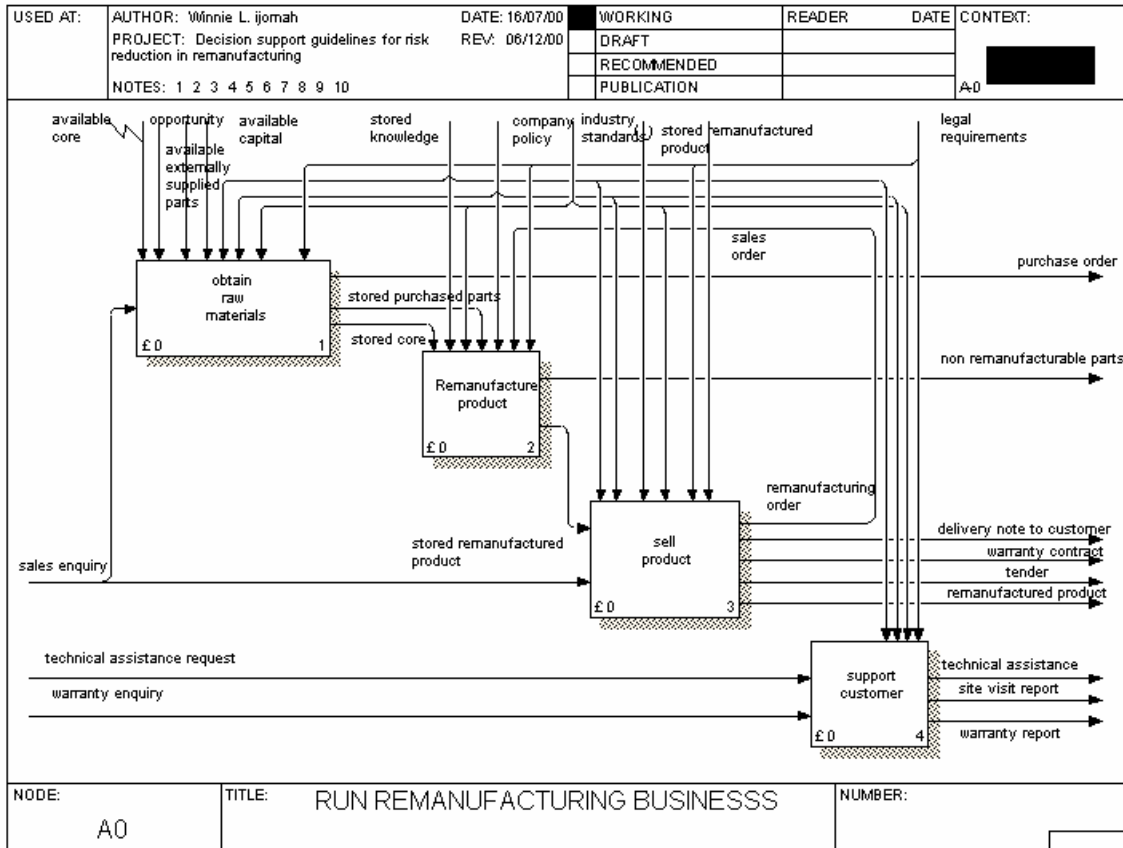 USED AT:
AUTHOR: Winnie L. ijomah
DATE: 16/07/00
PROJECT: Decision support guidelines for risk
reduction in remanufacturing
REV: 06/12/00
NOTES: 1 2 3 4 5 6 7 8 9 10
WORKING
DRAFT
RECOMMENDED
PUBLICATION
READER DATE
CONTEXT:
A-0
available
core
opportunity
available
externally
supplied
parts
available
capital
stored
knowledge
company
policy
industry
standards
stored remanufactured
product
legal
requirements
sales
order
purchase order
obtain
raw
materials
£ 0 1
stored purchased parts
stored core
non remanufacturable parts
Remanufacture
product
£ 0 2
remanufacturing
order
sell
product
£ 0 3
delivery note to customer
warranty contract
tender
remanufactured product
stored remanufactured
product
sales enquiry
technical assistance request
warranty enquiry
support
customer
£ 0 4
technical assistance
site visit report
warranty report
NODE:
A0
TITLE:
RUN REMANUFACTURING BUSINESSS
NUMBER: